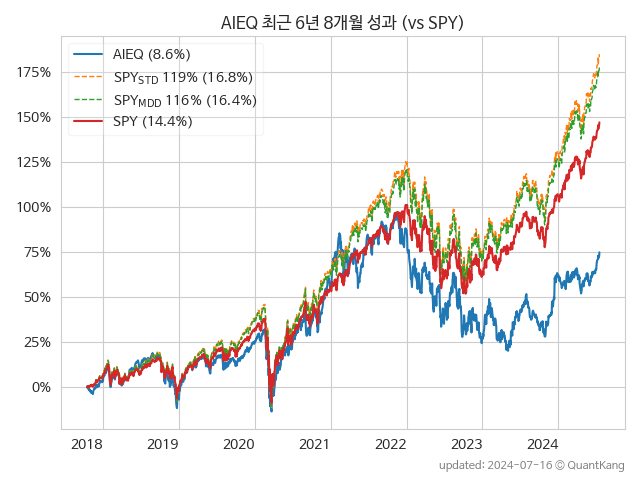 AIEQ 최근 6년 8개월 성과 (vs SPY)
AIEQ (8.6%)
SPYSTD 119% (16.8%)
SPYMDD 116% (16.4%)
SPY (14.4%)
175%
150%
125%
100%
75%
50%
25%
0%
2018 2019 2020 2021 2022 2023 2024
updated: 2024-07-16 © QuantKang